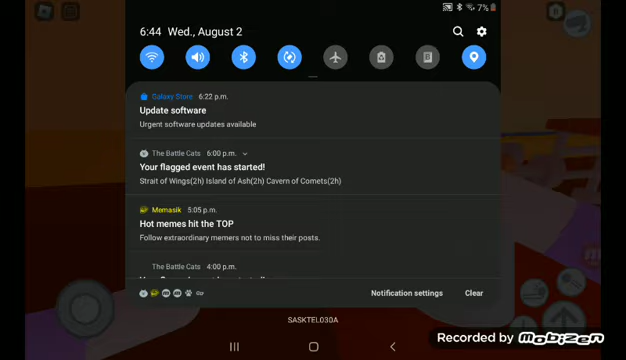 7%
6:44 Wed., August 2
Galaxy Store 6:22 p.m.
Update software
Urgent software updates available
The Battle Cats 6:00 p.m.
Your flagged event has started!
Strait of Wings(2h) Island of Ash(2h) Cavern of Comets(2h)
Memasik 5:05 p.m.
Hot memes hit the TOP
Follow extraordinary memers not to miss their posts.
The Battle Cats 4:00 p.m.
Notification settings Clear
SASKTEL030A
Recorded by mobizen